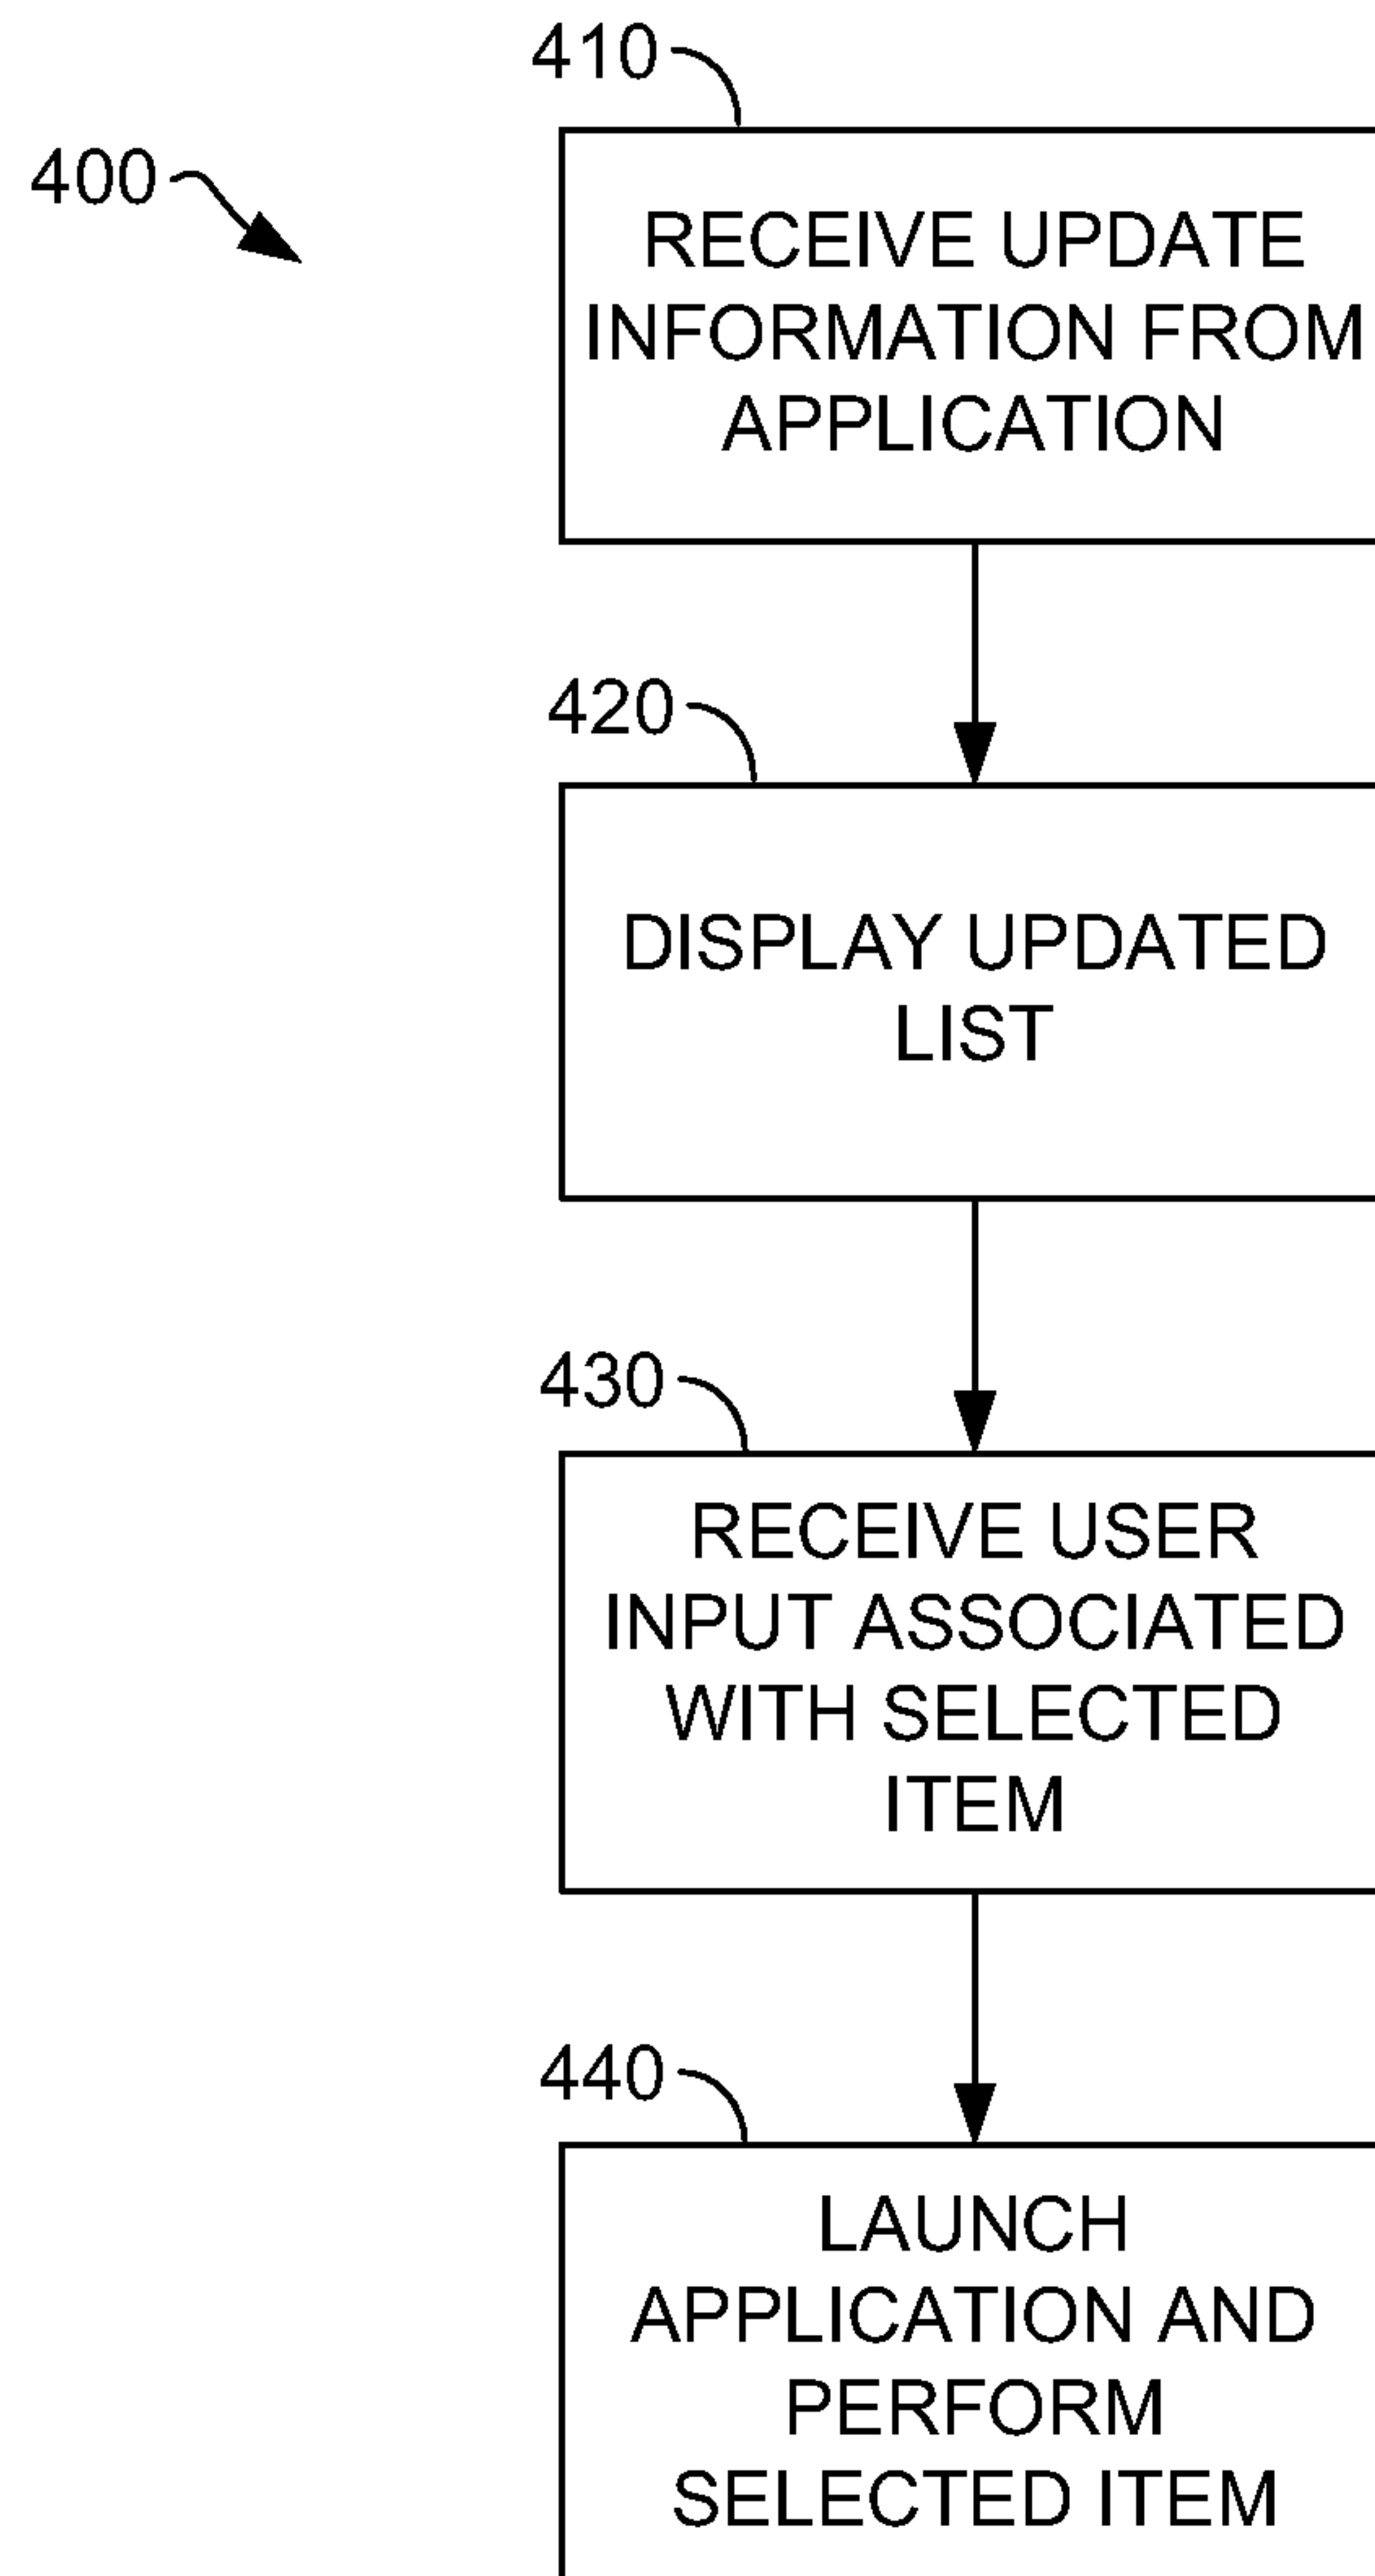 410
400
RECEIVE UPDATE
INFORMATION FROM
APPLICATION
420
DISPLAY UPDATED
LIST
430
RECEIVE USER
INPUT ASSOCIATED
WITH SELECTED
ITEM
440
LAUNCH
APPLICATION AND
PERFORM
SELECTED ITEM